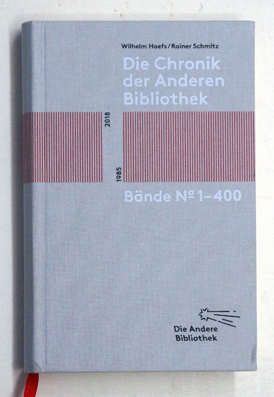 Wilhelm Haefs/Rainer Schmitz
Die Chronik
der Anderen
Bibliothek
2018
1985
Bände Nº 1–400
Die Andere
Bibliothek